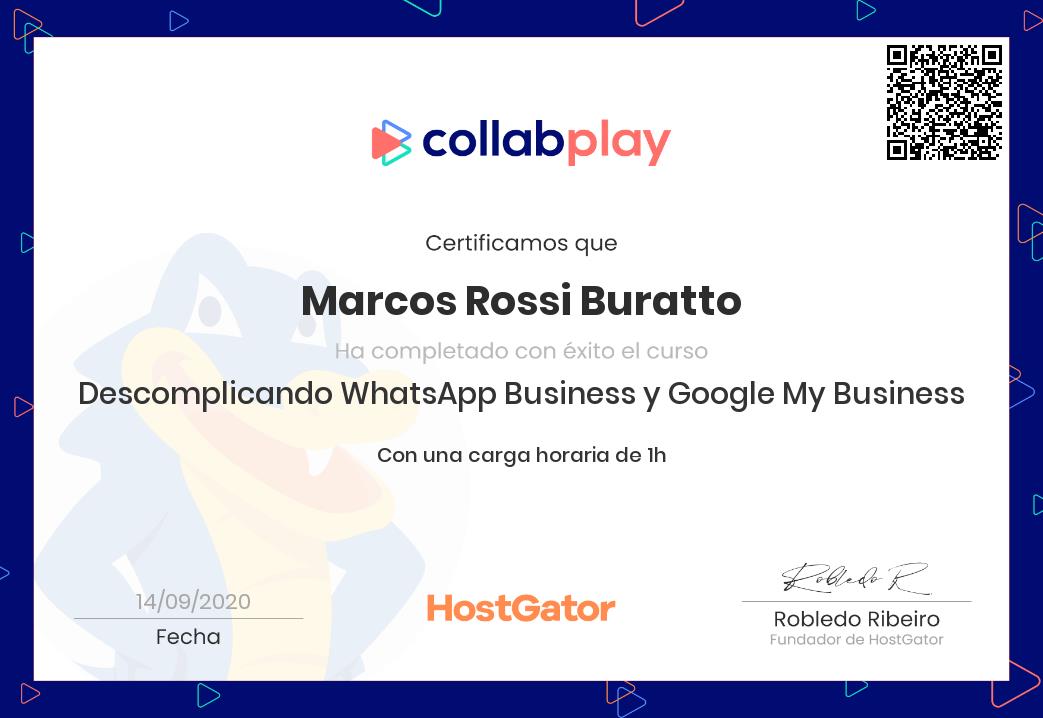 collabplay
Certificamos que
Marcos Rossi Buratto
Ha completado con éxito el curso
Descomplicando WhatsApp Business y Google My Business
Con una carga horaria de 1h
14/09/2020
Fecha
HostGator
Robledo R
Robledo Ribeiro
Fundador de HostGator